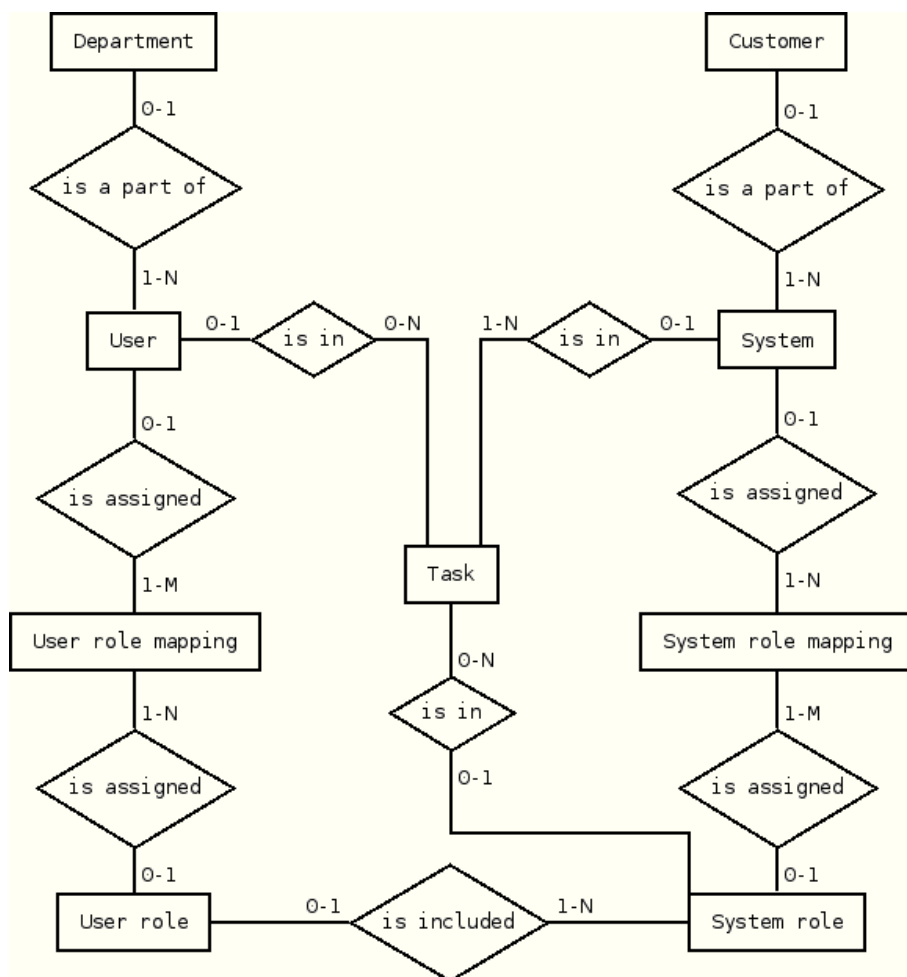 Department
Customer
0-1
0-1
is a part of
is a part of
1-N
1-N
User
0-1
is in
0-N
1-N
is in
0-1
System
0-1
0-1
is assigned
is assigned
Task
1-M
1-N
User role mapping
System role mapping
0-N
1-N
is in
1-M
is assigned
0-1
is assigned
0-1
0-1
User role
0-1
is included
1-N
System role